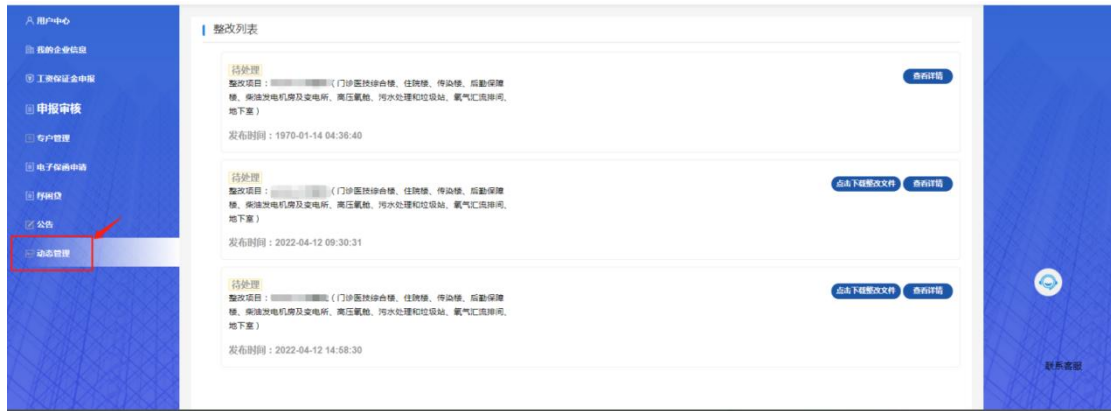 用户中心
我的企业信息
工资保证金申报
申报审核
专户管理
电子保函申请
纾困贷
公告
动态管理
整改列表
待处理
整改项目：（门诊医技综合楼、住院楼、传染楼、后勤保障
楼、柴油发电机房及变电所、高压氧舱、污水处理和垃圾站、氧气汇流排间、
地下室）
查看详情
发布时间：1970-01-14 04:36:40
待处理
整改项目：（门诊医技综合楼、住院楼、传染楼、后勤保障
楼、柴油发电机房及变电所、高压氧舱、污水处理和垃圾站、氧气汇流排间、
地下室）
点击下载整改文件 查看详情
发布时间：2022-04-12 09:30:31
待处理
整改项目：（门诊医技综合楼、住院楼、传染楼、后勤保障
楼、柴油发电机房及变电所、高压氧舱、污水处理和垃圾站、氧气汇流排间、
地下室）
点击下载整改文件 查看详情
发布时间：2022-04-12 14:58:30
联系客服